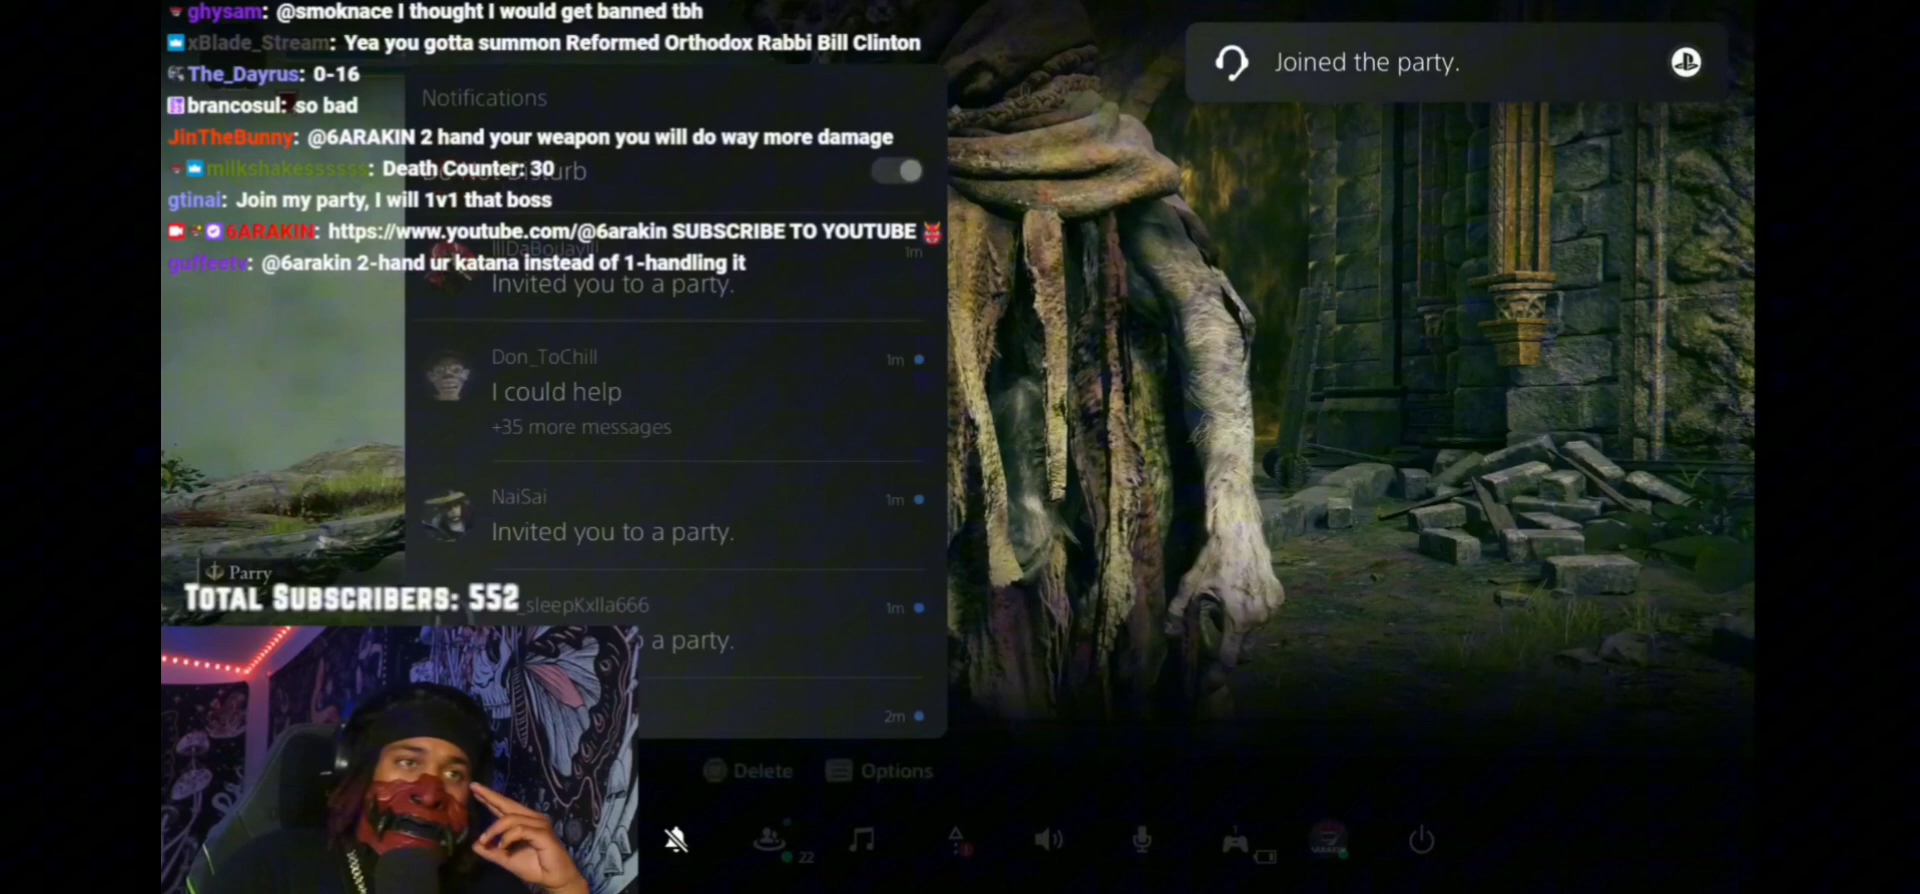 ghysam: @smoknace I thought I would get banned tbh
xBlade_Stream: Yea you gotta summon Reformed Orthodox Rabbi Bill Clinton
The_Dayrus: 0-16
brancosul: so bad
JinTheBunny: @6ARAKIN 2 hand your weapon you will do way more damage
milkshakessssss: Death Counter: 30
gtinai: Join my party, I will 1v1 that boss
6ARAKIN: https://www.youtube.com/@6arakin SUBSCRIBE TO YOUTUBE
guffeetv: @6arakin 2-hand ur katana instead of 1-handling it
Joined the party.
Notifications
Disturb
1m
Invited you to a party.
Don_ToChill
1m
I could help
+35 more messages
NaiSai
1m
Invited you to a party.
Parry
TOTAL SUBSCRIBERS: 552
_sleepKxlla666
1m
a party.
2m
Delete
Options
22